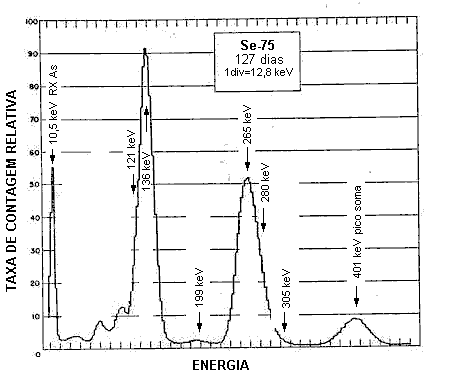 Se-75
127 dias
1div=12,8 keV
TAXA DE CONTAGEM RELATIVA
100
90
80
70
60
50
40
30
20
10
0
10,5 keV RX As
121 keV
136 keV
199 keV
265 keV
280 keV
305 keV
401 keV pico soma
ENERGIA